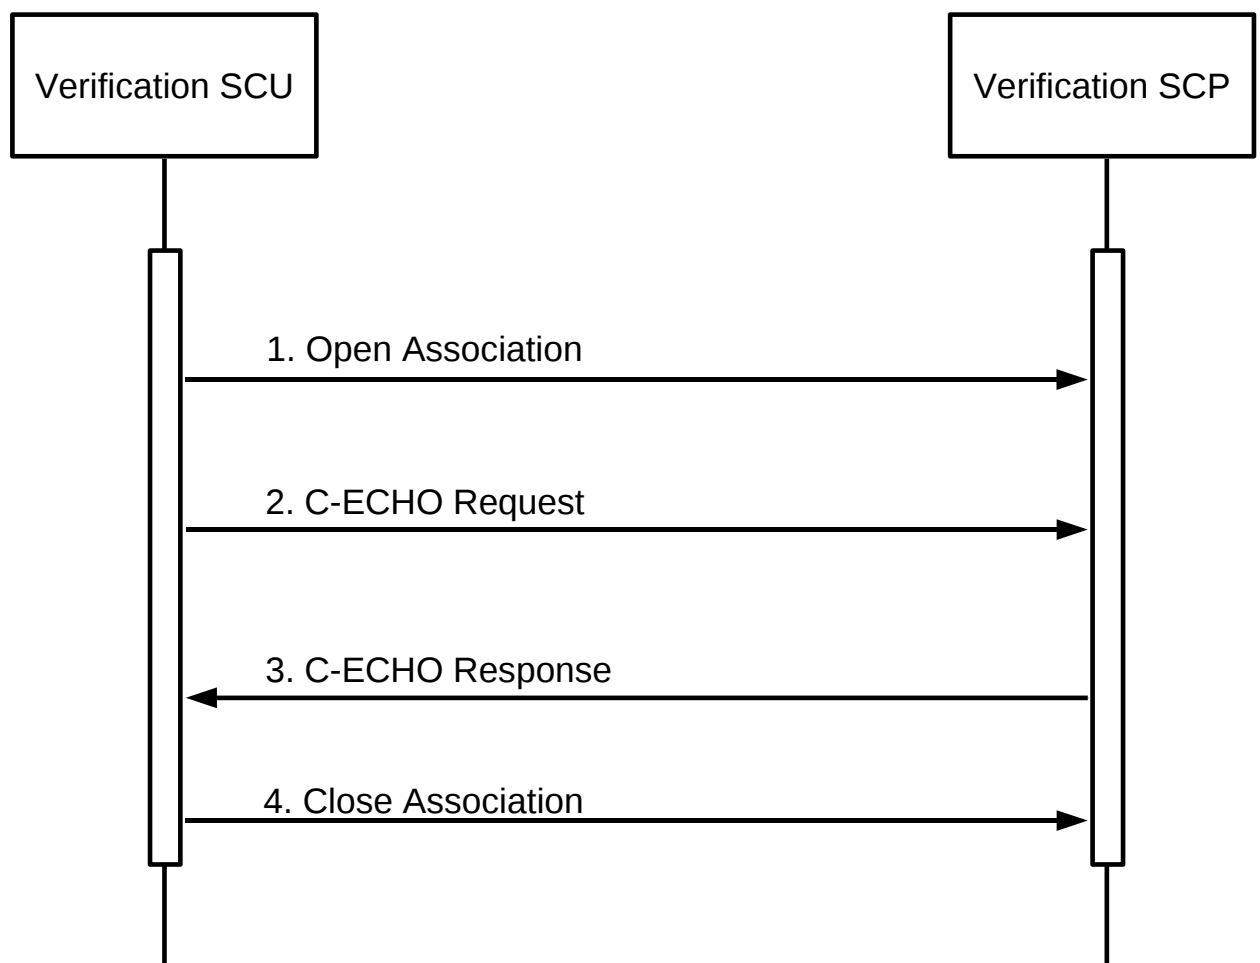 Verification SCU
Verification SCP
1. Open Association
2. C-ECHO Request
3. C-ECHO Response
4. Close Association